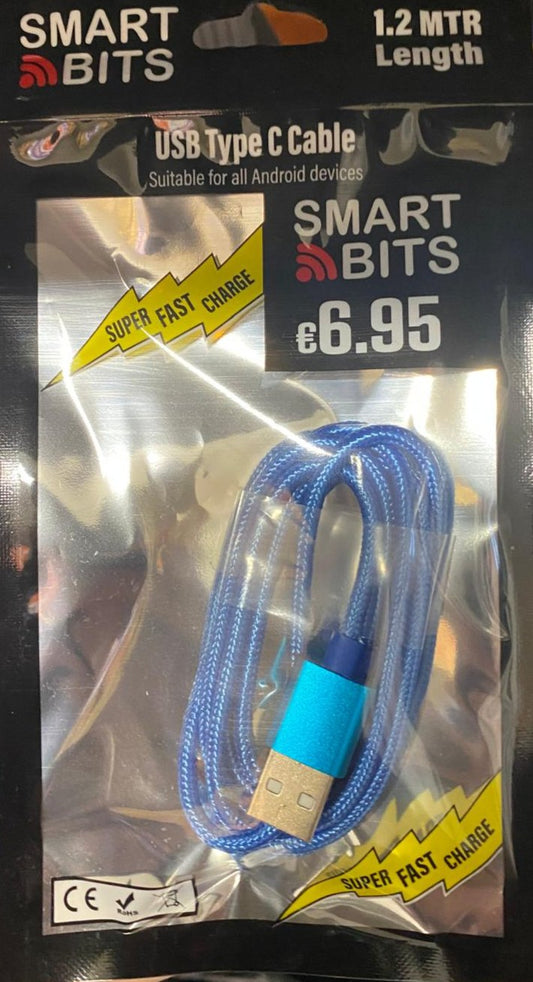 SMART
BITS
1.2 MTR
Length
USB Type C Cable
Suitable for all Android devices
SMART
BITS
€6.95
SUPER FAST CHARGE
SUPER FAST CHARGE
CE
RoHS